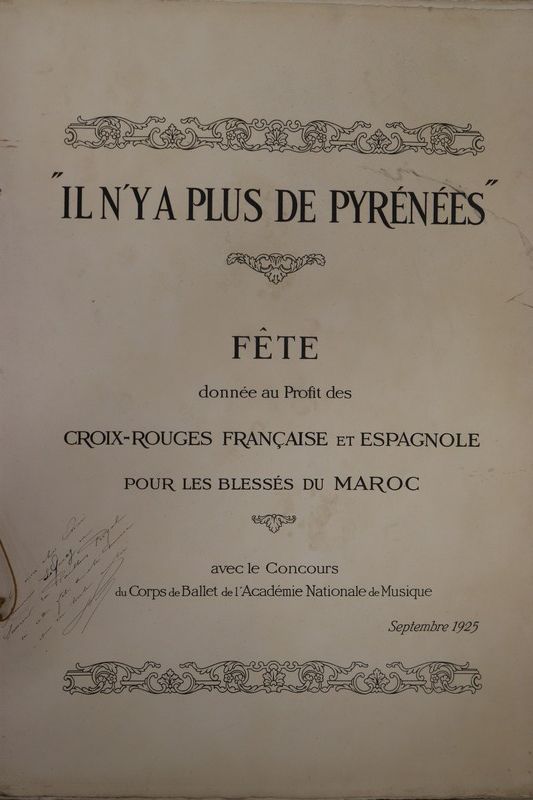 "IL N'Y A PLUS DE PYRÉNÉES"
FÊTE
donnée au Profit des
CROIX-ROUGES FRANÇAISE ET ESPAGNOLE
POUR LES BLESSÉS DU MAROC
avec le Concours
du Corps de Ballet de l'Académie Nationale de Musique
Septembre 1925